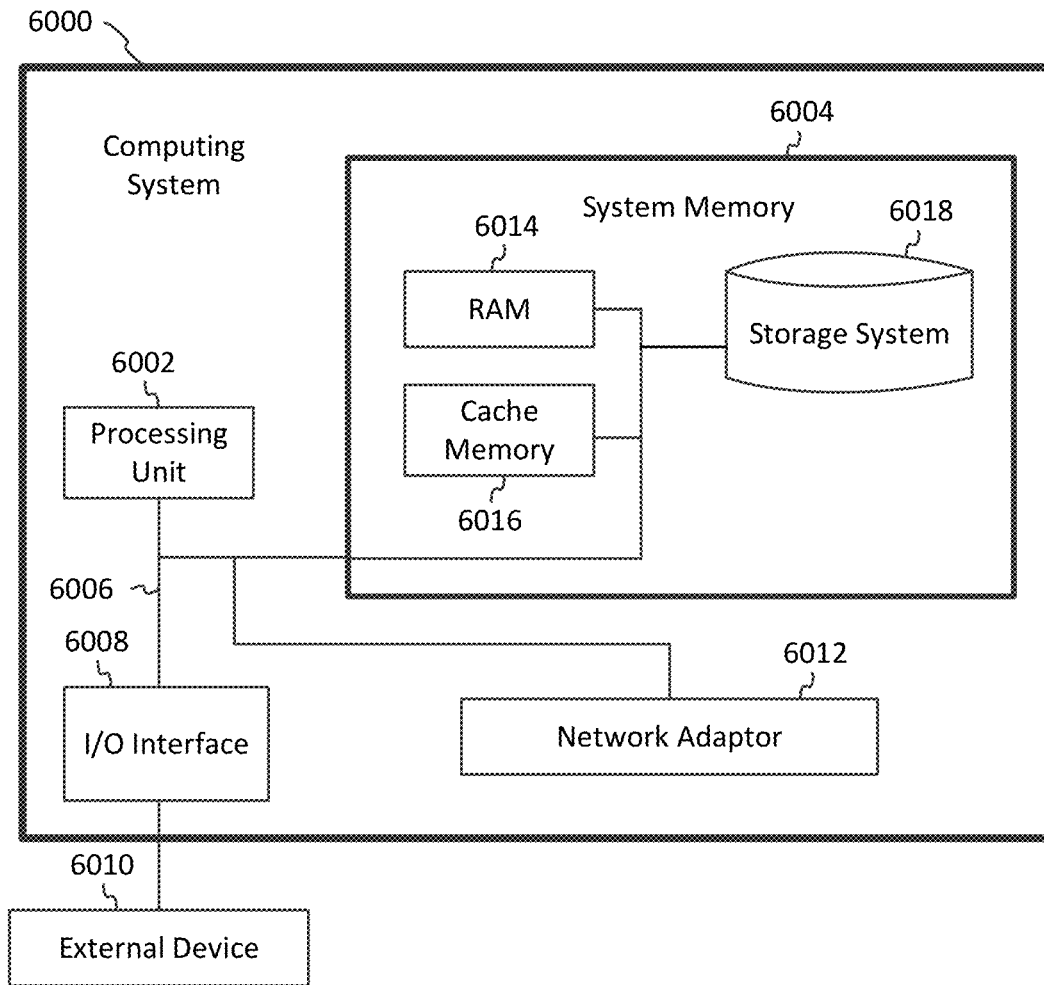 6000
6004
Computing
System
System Memory
6014
6018
RAM
Storage System
6002
Cache
Memory
Processing
Unit
6016
6006
6008
6012
I/O Interface
Network Adaptor
6010
External Device